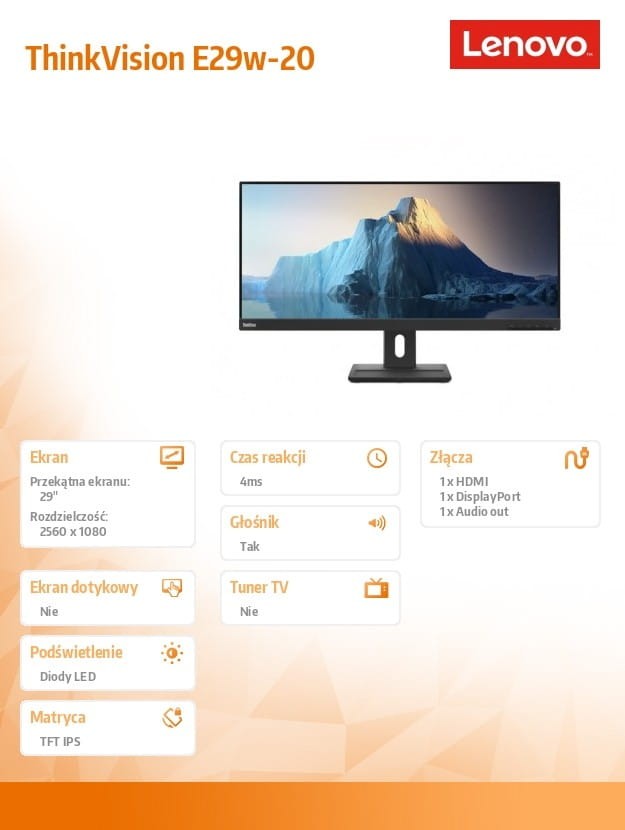 ThinkVision E29w-20
Lenovo
Ekran
Przekątna ekranu:
29"
Rozdzielczość:
2560 x 1080
Czas reakcji
4ms
Złącza
1 x HDMI
1 x DisplayPort
1 x Audio out
Głośnik
Tak
Ekran dotykowy
Nie
Tuner TV
Nie
Podświetlenie
Diody LED
Matryca
TFT IPS